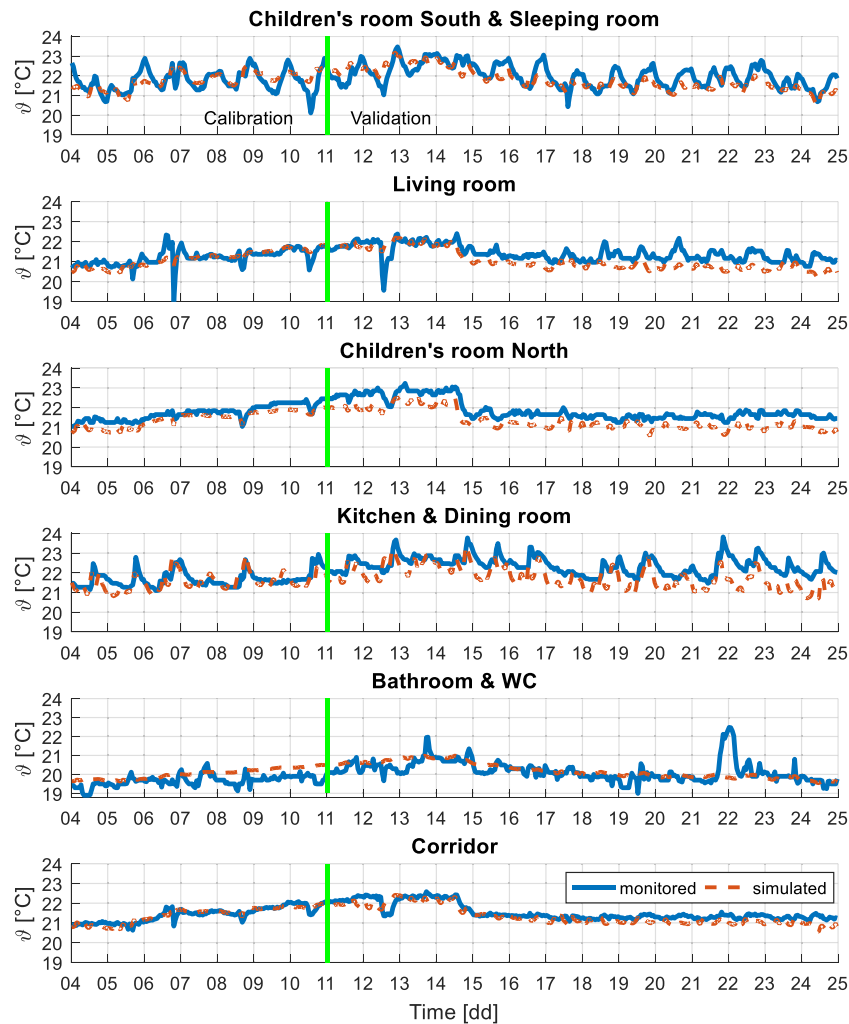 Children's room South & Sleeping room
24
23
22
21
20
19
ϑ [°C]
Calibration Validation
04 05 06 07 08 09 10 11 12 13 14 15 16 17 18 19 20 21 22 23 24 25
Living room
24
23
22
21
20
19
ϑ [°C]
04 05 06 07 08 09 10 11 12 13 14 15 16 17 18 19 20 21 22 23 24 25
Children's room North
24
23
22
21
20
19
ϑ [°C]
04 05 06 07 08 09 10 11 12 13 14 15 16 17 18 19 20 21 22 23 24 25
Kitchen & Dining room
24
23
22
21
20
19
ϑ [°C]
04 05 06 07 08 09 10 11 12 13 14 15 16 17 18 19 20 21 22 23 24 25
Bathroom & WC
24
23
22
21
20
19
ϑ [°C]
04 05 06 07 08 09 10 11 12 13 14 15 16 17 18 19 20 21 22 23 24 25
Corridor
24
23
22
21
20
19
ϑ [°C]
monitored simulated
04 05 06 07 08 09 10 11 12 13 14 15 16 17 18 19 20 21 22 23 24 25
Time [dd]